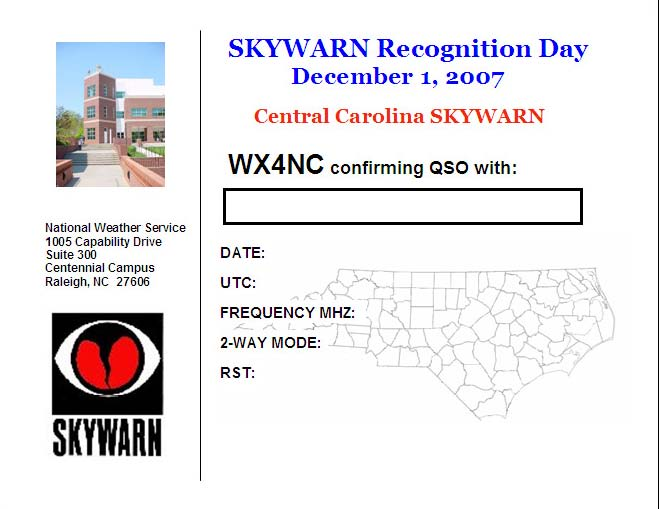 SKYWARN Recognition Day
December 1, 2007
Central Carolina SKYWARN
WX4NC confirming QSO with:
National Weather Service
1005 Capability Drive
Suite 300
Centennial Campus
Raleigh, NC  27606
SKYWARN
DATE:
UTC:
FREQUENCY MHZ:
2-WAY MODE:
RST: